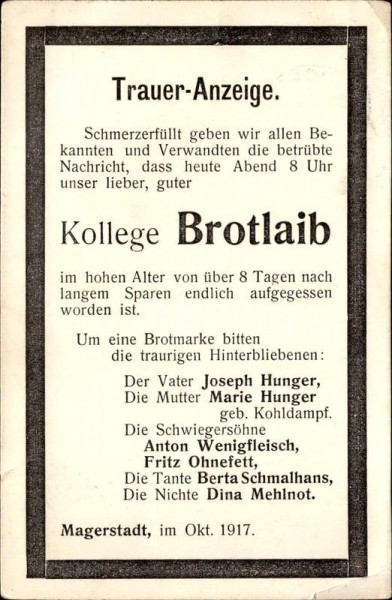 Trauer-Anzeige.
Schmerzerfüllt geben wir allen Be-
kannten und Verwandten die betrübte
Nachricht, dass heute Abend 8 Uhr
unser lieber, guter
Kollege Brotlaib
im hohen Alter von über 8 Tagen nach
langem Sparen endlich aufgegessen
worden ist.
Um eine Brotmarke bitten
die traurigen Hinterbliebenen:
Der Vater Joseph Hunger,
Die Mutter Marie Hunger
geb. Kohldampf.
Die Schwiegersöhne
Anton Wenigfleisch,
Fritz Ohnefett,
Die Tante Berta Schmalhans,
Die Nichte Dina Mehlnot.
Magerstadt, im Okt. 1917.